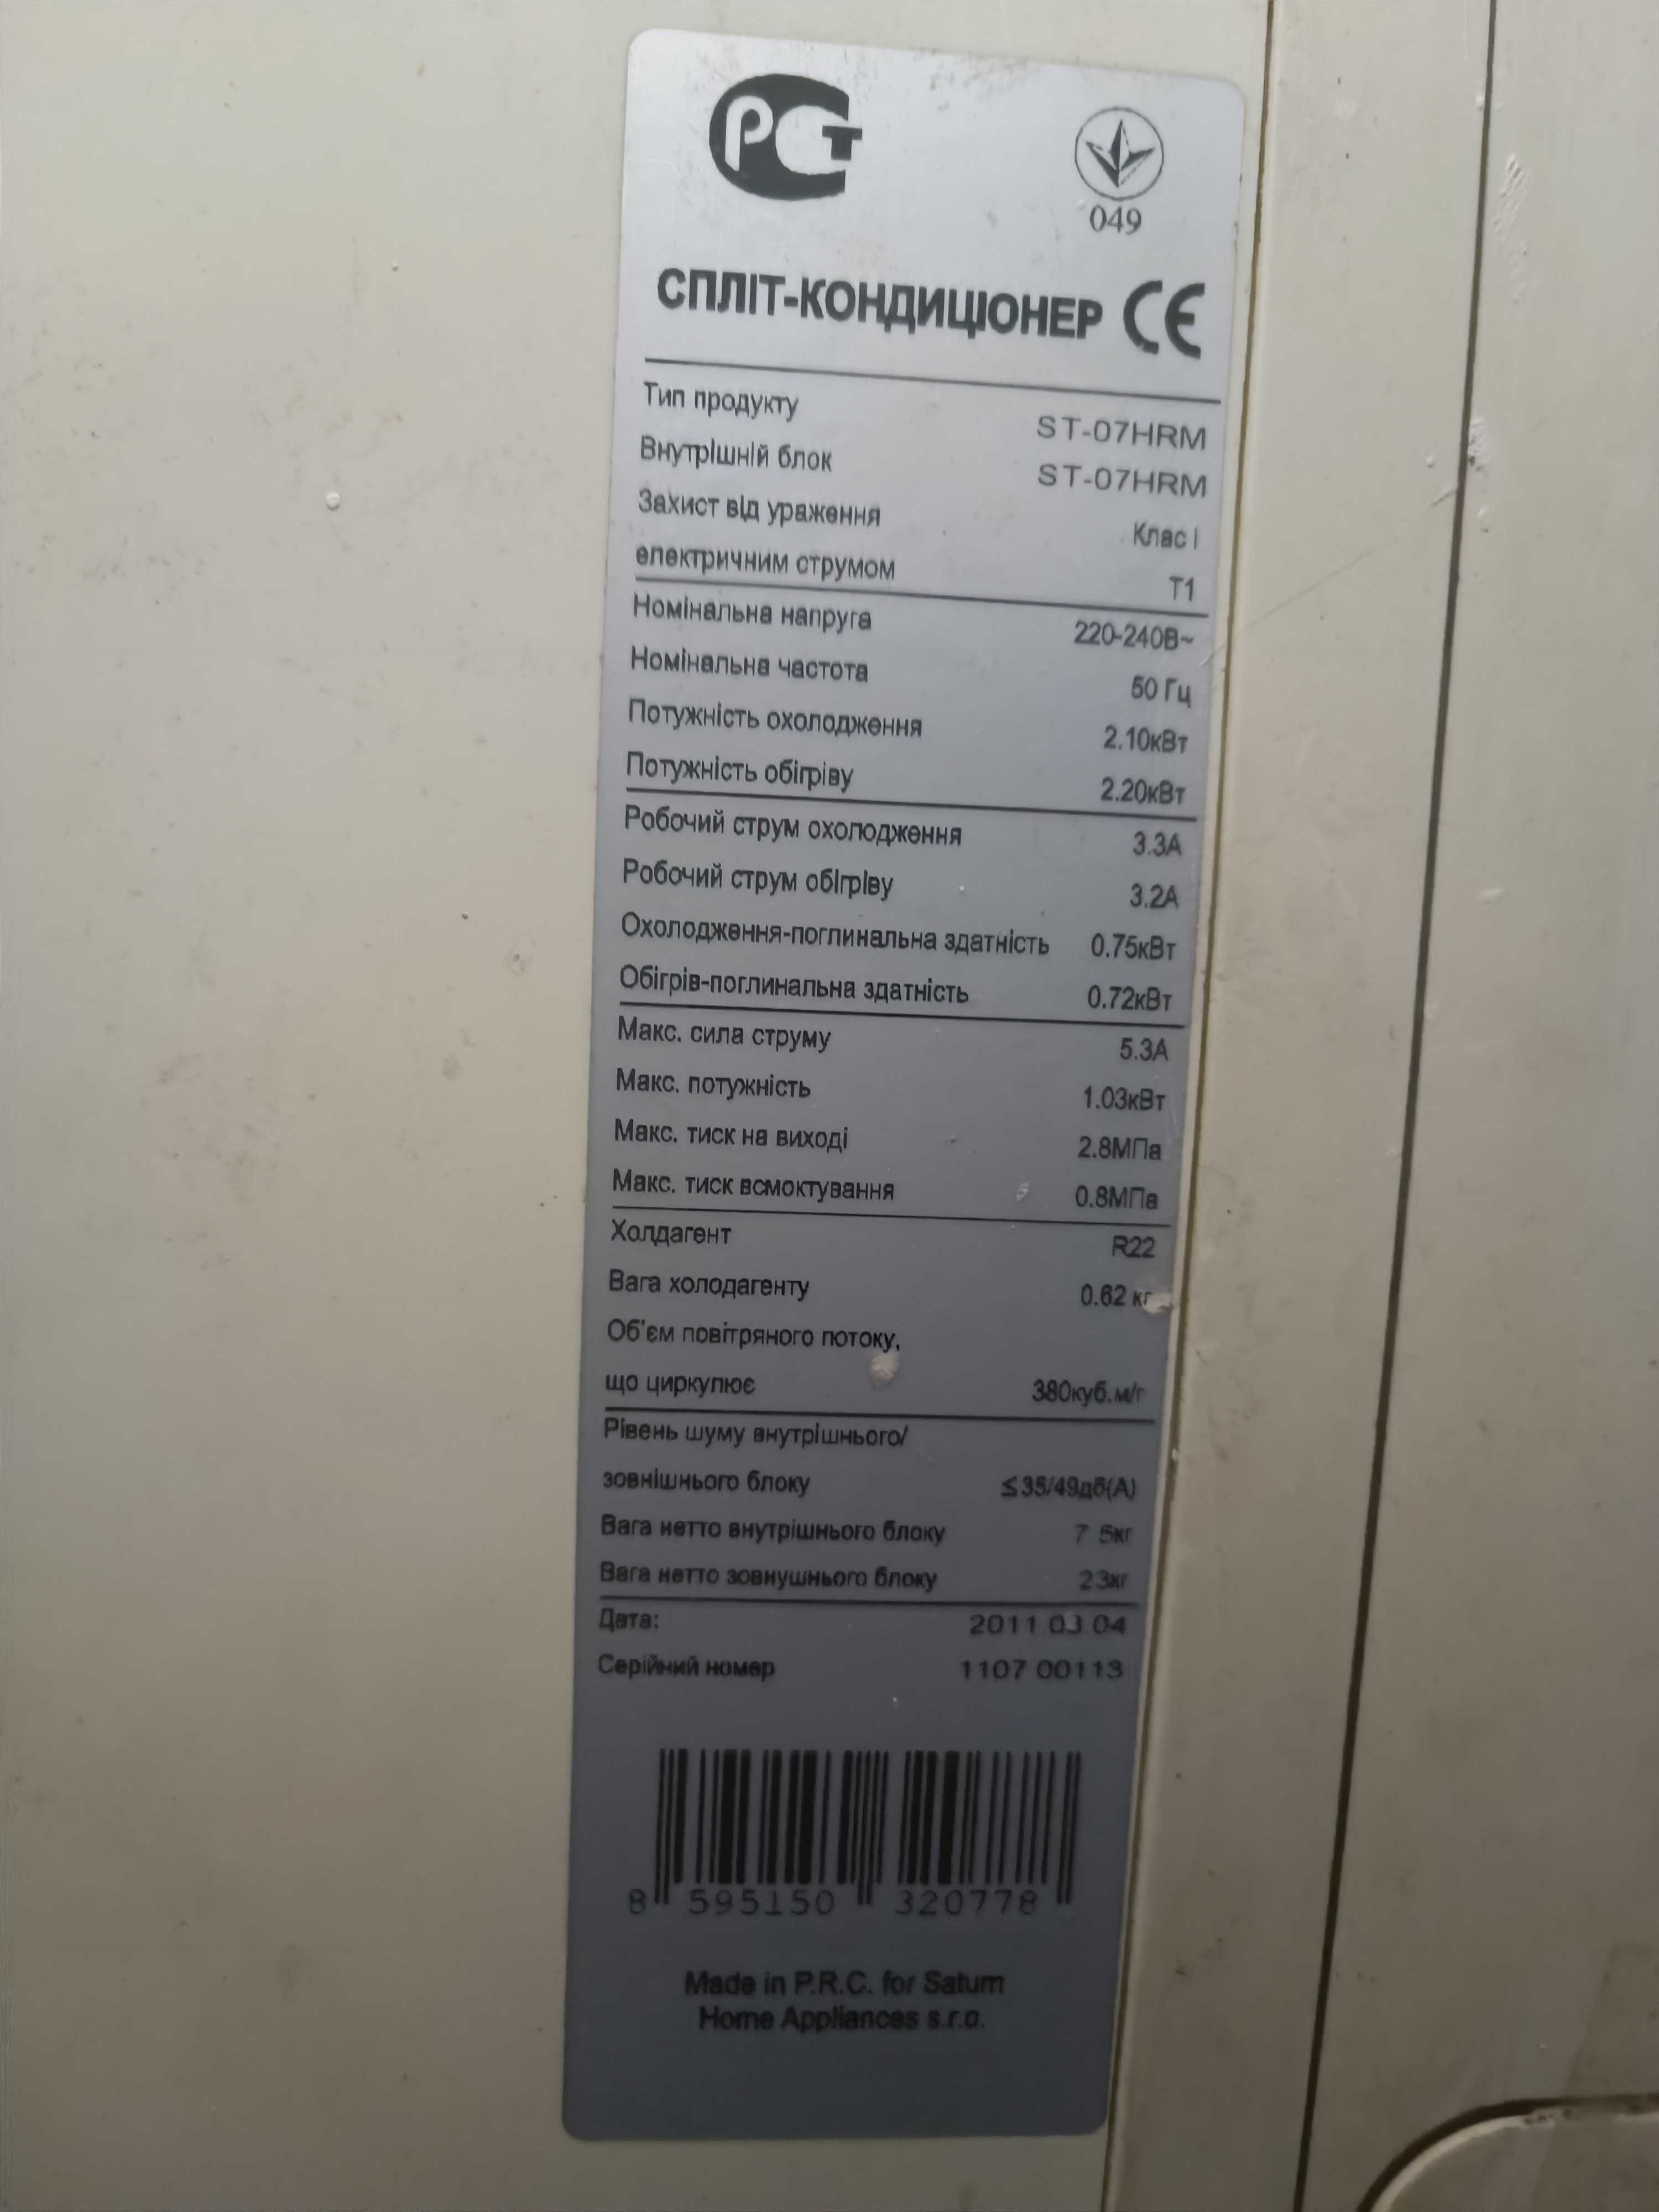 РСТ
049
СПЛІТ-КОНДИЦІОНЕР CE
Тип продукту ST-07HRM
Внутрішній блок ST-07HRM
Захист від ураження Клас І
електричним струмом T1
Номінальна напруга 220-240В~
Номінальна частота 50 Гц
Потужність охолодження 2.10кВт
Потужність обігріву 2.20кВт
Робочий струм охолодження 3.3А
Робочий струм обігріву 3.2А
Охолодження-поглинальна здатність 0.75кВт
Обігрів-поглинальна здатність 0.72кВт
Макс. сила струму 5.3А
Макс. потужність 1.03кВт
Макс. тиск на виході 2.8МПа
Макс. тиск всмоктування 0.8МПа
Холдагент R22
Вага холодагенту 0.62 кг
Об'єм повітряного потоку,
що циркулює 380куб.м/г
Рівень шуму внутрішнього/
зовнішнього блоку ≤35/49дб(А)
Вага нетто внутрішнього блоку 7 5кг
Вага нетто зовнушнього блоку 23кг
Дата: 2011 03 04
Серійний номер 1107 00113
8 595150 320778
Made in P.R.C. for Saturn
Home Appliances s.r.o.